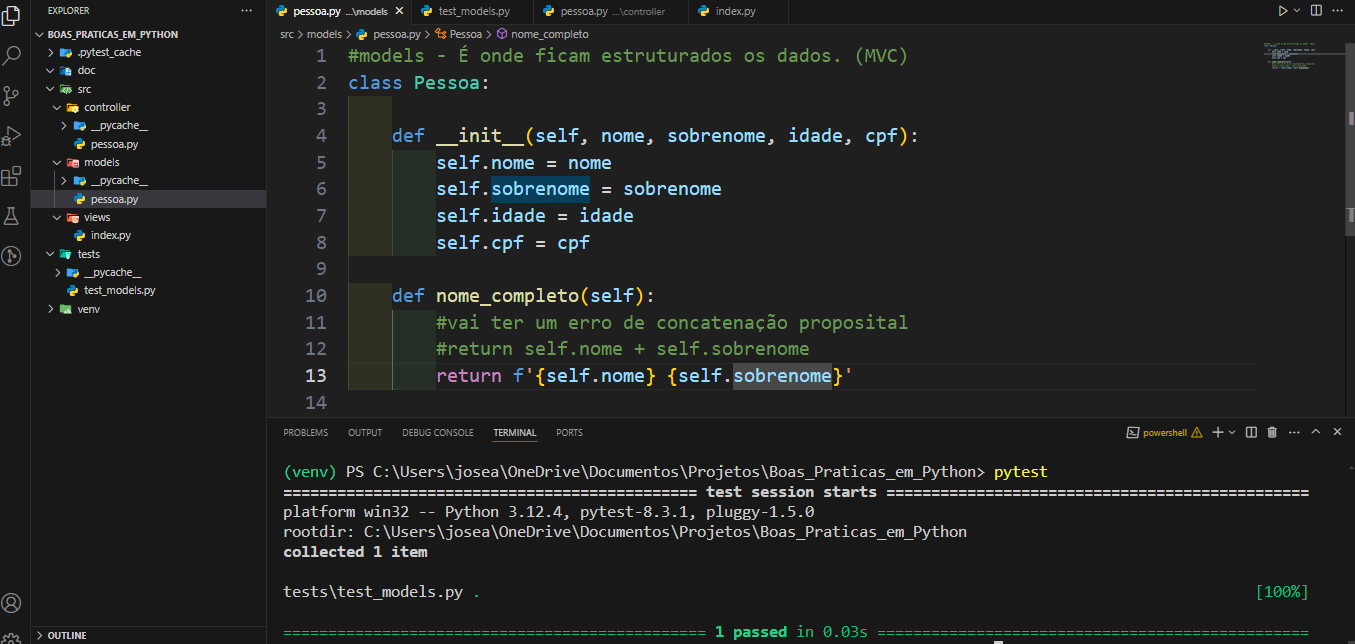 EXPLORER ...
BOAS_PRATICAS_EM_PYTHON
.pytest_cache
doc
src
controller
__pycache__
pessoa.py
models
__pycache__
pessoa.py
views
index.py
tests
__pycache__
test_models.py
venv
OUTLINE
pessoa.py ...\models test_models.py pessoa.py ...\controller index.py
src > models > pessoa.py > Pessoa > nome_completo
1 #models - É onde ficam estruturados os dados. (MVC)
2 class Pessoa:
3
4 def __init__(self, nome, sobrenome, idade, cpf):
5 self.nome = nome
6 self.sobrenome = sobrenome
7 self.idade = idade
8 self.cpf = cpf
9
10 def nome_completo(self):
11 #vai ter um erro de concatenação proposital
12 #return self.nome + self.sobrenome
13 return f'{self.nome} {self.sobrenome}'
14
PROBLEMS OUTPUT DEBUG CONSOLE TERMINAL PORTS powershell
(venv) PS C:\Users\josea\OneDrive\Documentos\Projetos\Boas_Praticas_em_Python> pytest
============================================== test session starts ===============================================
platform win32 -- Python 3.12.4, pytest-8.3.1, pluggy-1.5.0
rootdir: C:\Users\josea\OneDrive\Documentos\Projetos\Boas_Praticas_em_Python
collected 1 item
tests\test_models.py . [100%]
=============================================== 1 passed in 0.03s ================================================